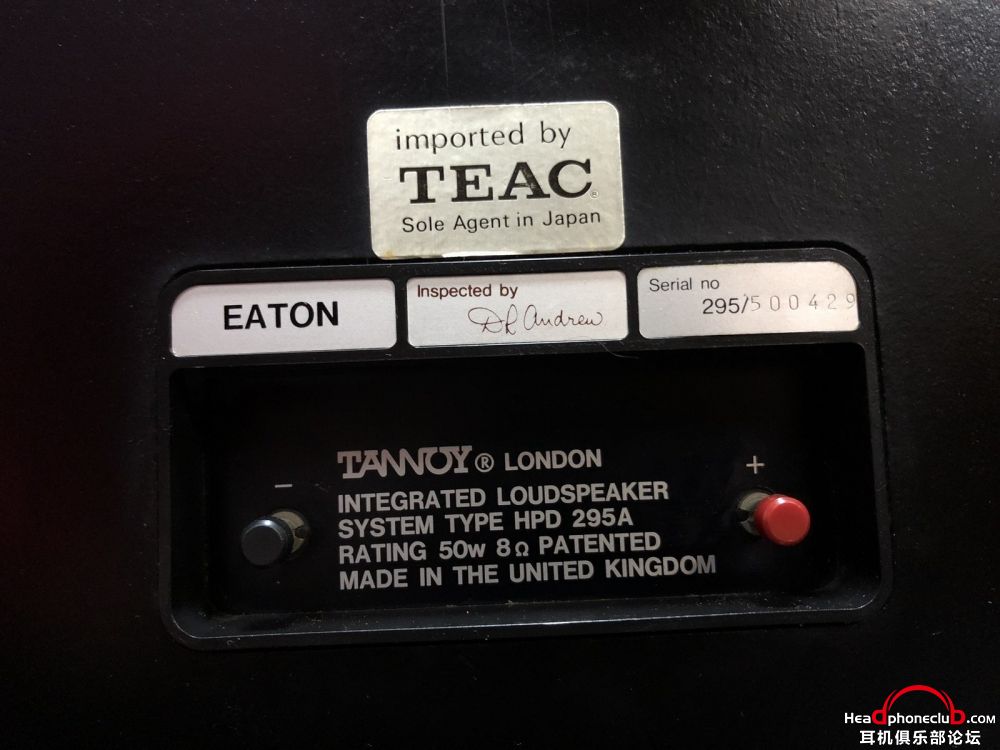 imported by
TEAC®
Sole Agent in Japan
EATON
Inspected by
DL Andrew
Serial no
295/500429
TANNOY® LONDON
INTEGRATED LOUDSPEAKER
SYSTEM TYPE HPD 295A
RATING 50w 8Ω PATENTED
MADE IN THE UNITED KINGDOM
−
+
Headphoneclub.com
耳机俱乐部论坛